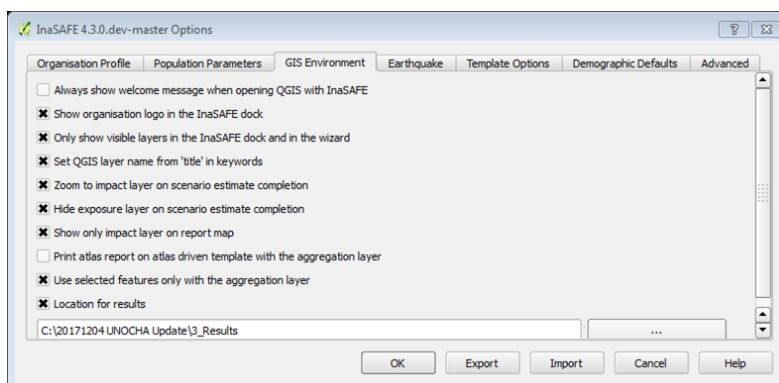 InaSAFE 4.3.0.dev-master Options
Organisation Profile Population Parameters GIS Environment Earthquake Template Options Demographic Defaults Advanced
Always show welcome message when opening QGIS with InaSAFE
Show organisation logo in the InaSAFE dock
Only show visible layers in the InaSAFE dock and in the wizard
Set QGIS layer name from 'title' in keywords
Zoom to impact layer on scenario estimate completion
Hide exposure layer on scenario estimate completion
Show only impact layer on report map
Print atlas report on atlas driven template with the aggregation layer
Use selected features only with the aggregation layer
Location for results
C:\20171204 UNOCHA Update\3_Results ...
OK Export Import Cancel Help